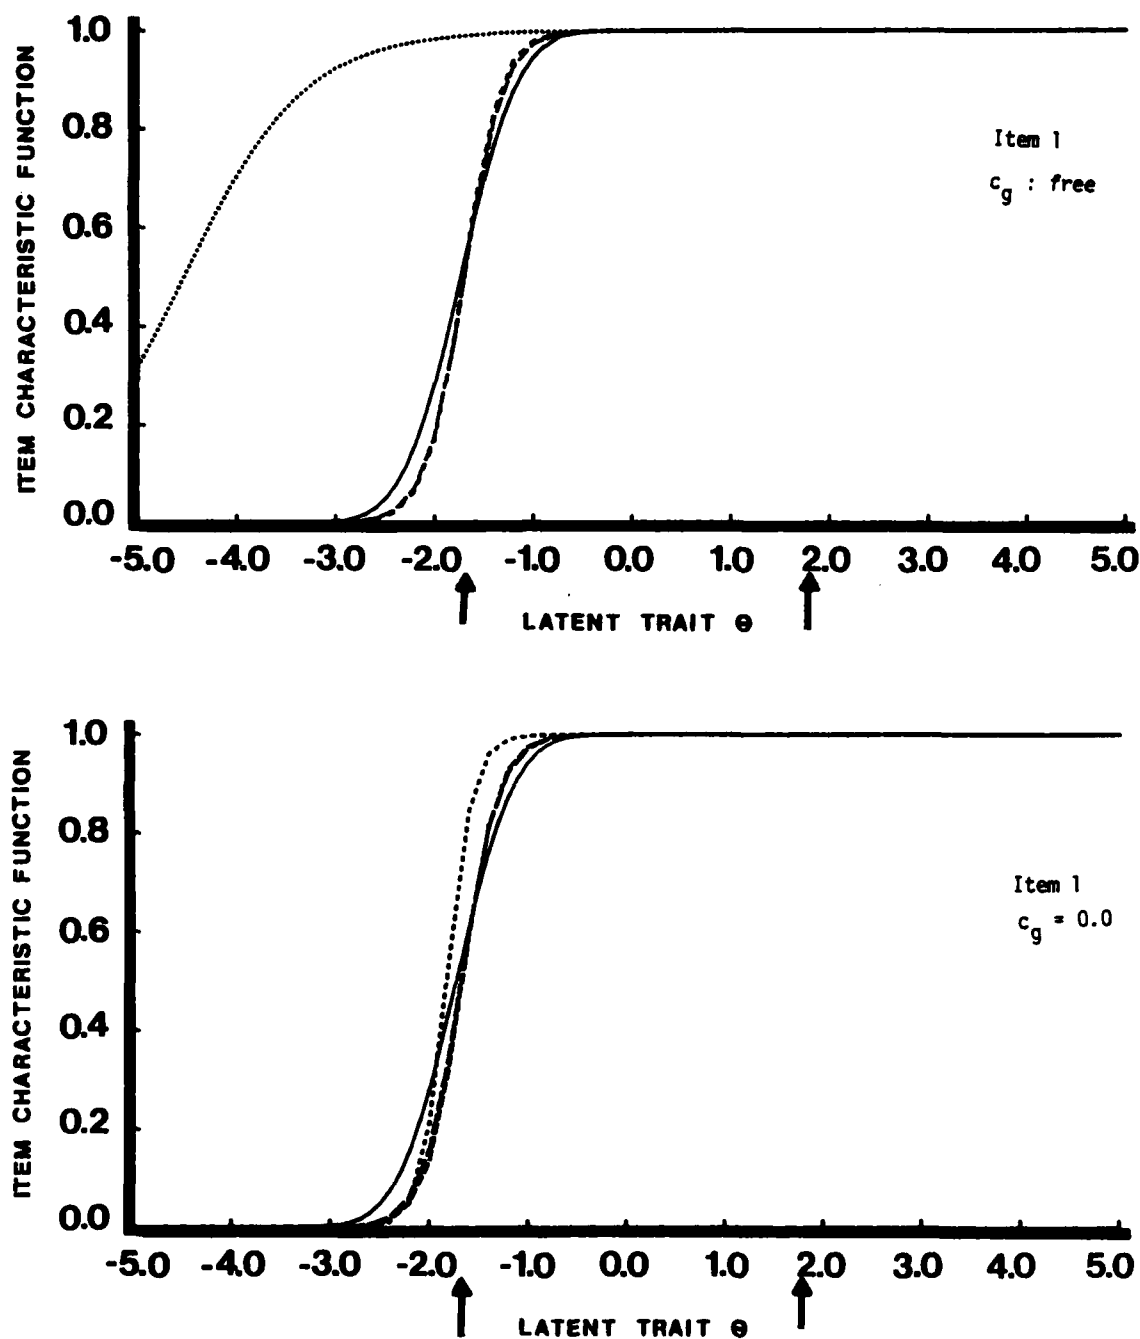 ITEM CHARACTERISTIC FUNCTION
1.0
0.8
0.6
0.4
0.2
0.0
Item 1
cg : free
-5.0 -4.0 -3.0 -2.0 -1.0 0.0 1.0 2.0 3.0 4.0 5.0
LATENT TRAIT θ
ITEM CHARACTERISTIC FUNCTION
1.0
0.8
0.6
0.4
0.2
0.0
Item 1
cg = 0.0
-5.0 -4.0 -3.0 -2.0 -1.0 0.0 1.0 2.0 3.0 4.0 5.0
LATENT TRAIT θ